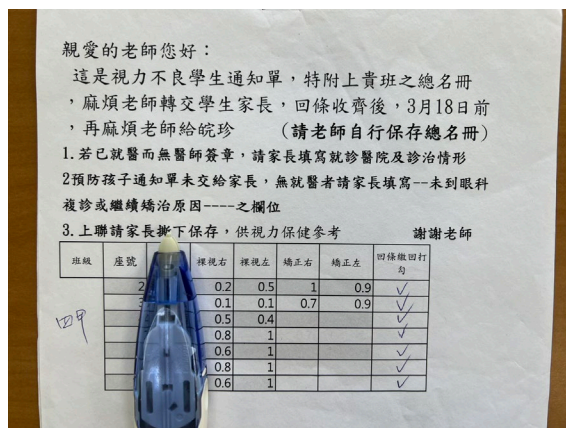 親愛的老師您好：
這是視力不良學生通知單，特附上貴班之總名冊
，麻煩老師轉交學生家長，回條收齊後，3月18日前
，再麻煩老師給皖珍 （請老師自行保存總名冊）
1.若已就醫而無醫師簽章，請家長填寫就診醫院及診治情形
2預防孩子通知單未交給家長，無就醫者請家長填寫--未到眼科
複診或繼續矯治原因----之欄位
3.上聯請家長撕下保存，供視力保健參考 謝謝老師
班級 座號 裸視右 裸視左 矯正右 矯正左 回條繳回打勾
2 0.2 0.5 1 0.9 ✓
0.1 0.1 0.7 0.9 ✓
四甲 0.5 0.4 ✓
0.8 1 ✓
0.6 1 ✓
0.8 1 ✓
0.6 1 ✓